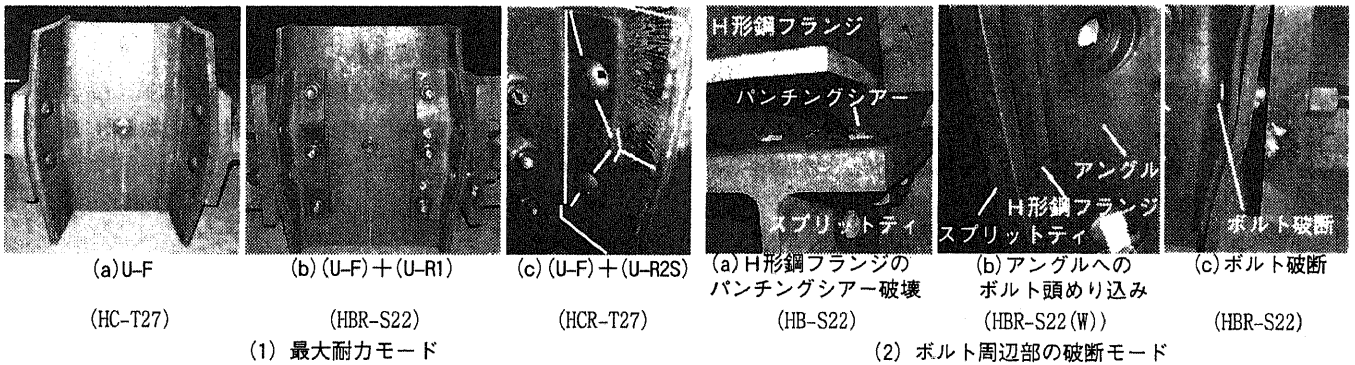 H形鋼フランジ
パンチングシアー
スプリットティ
アングル
H形鋼フランジ
スプリットティ
ボルト破断
(a)U-F
(HC-T27)
(b)(U-F)+(U-R1)
(HBR-S22)
(c)(U-F)+(U-R2S)
(HCR-T27)
(1) 最大耐力モード
(a)H形鋼フランジの
パンチングシアー破壊
(HB-S22)
(b)アングルへの
ボルト頭めり込み
(HBR-S22(W))
(c)ボルト破断
(HBR-S22)
(2) ボルト周辺部の破断モード